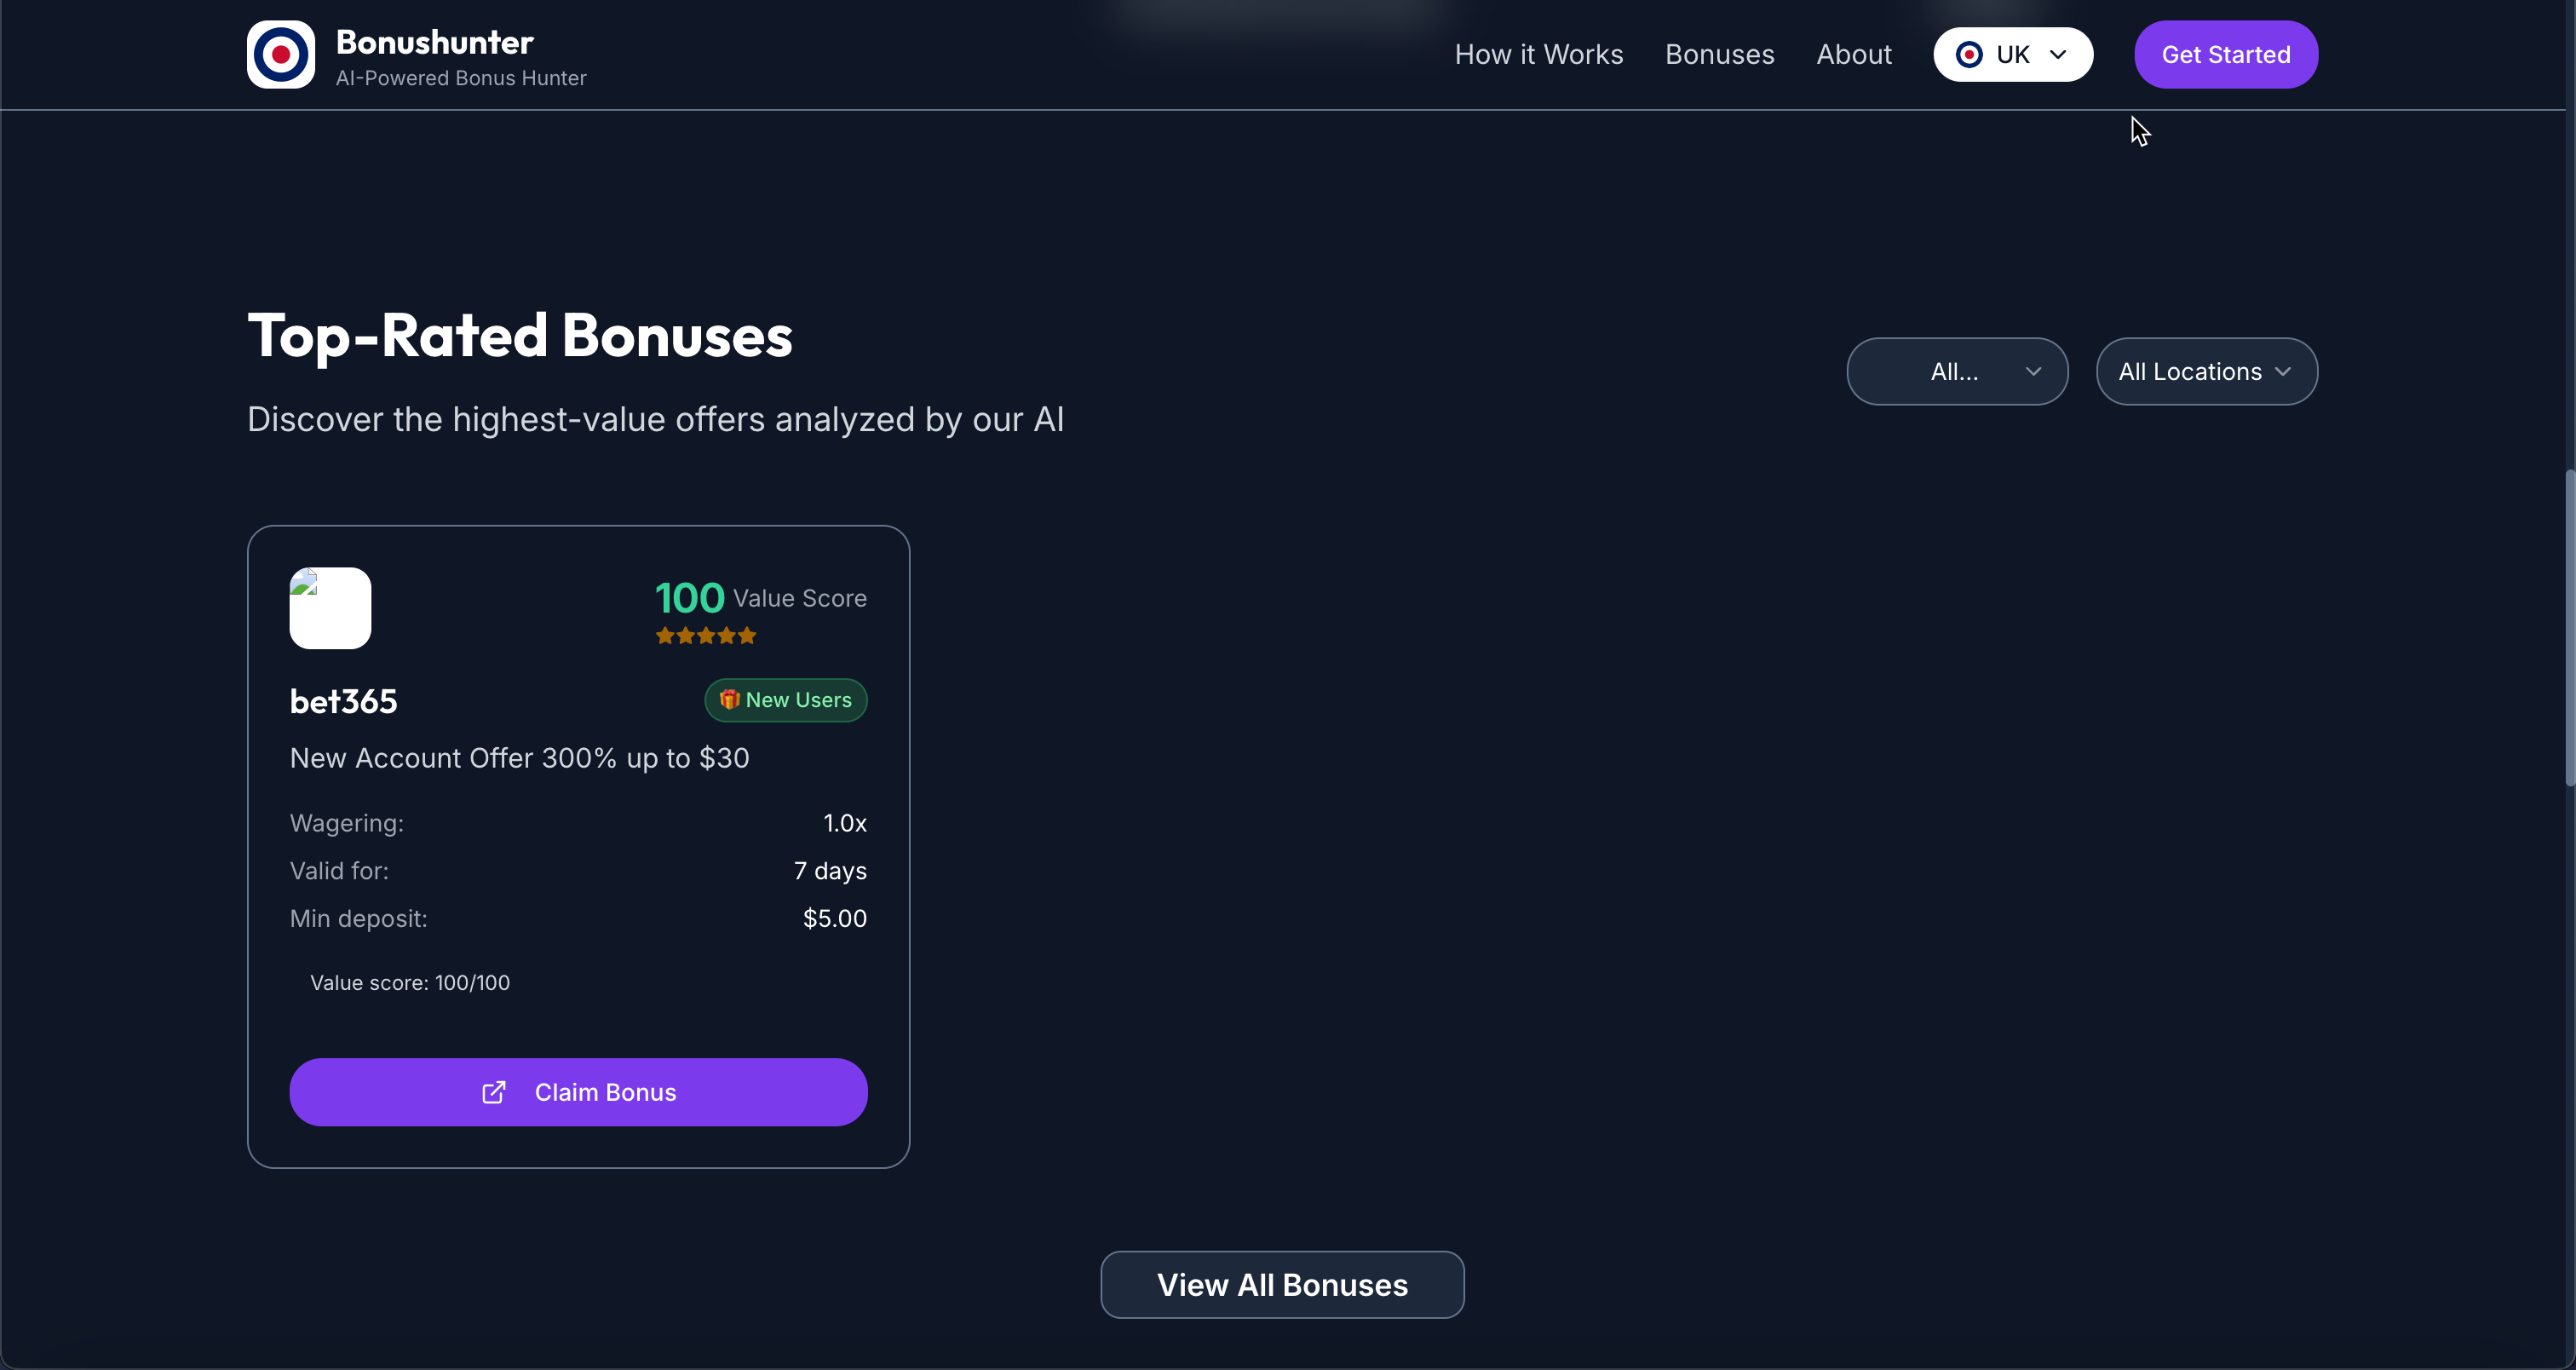 Bonushunter
AI-Powered Bonus Hunter
How it Works
Bonuses
About
UK
Get Started
Top-Rated Bonuses
Discover the highest-value offers analyzed by our AI
All...
All Locations
100 Value Score
bet365
New Users
New Account Offer 300% up to $30
Wagering: 1.0x
Valid for: 7 days
Min deposit: $5.00
Value score: 100/100
Claim Bonus
View All Bonuses